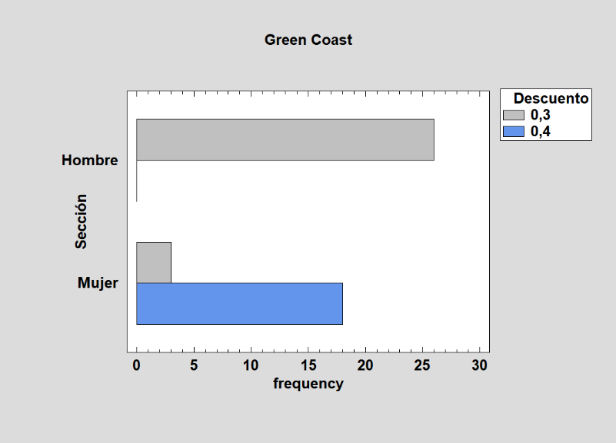 Green Coast
Descuento
0,3
0,4
Hombre
Sección
Mujer
0 5 10 15 20 25 30
frequency